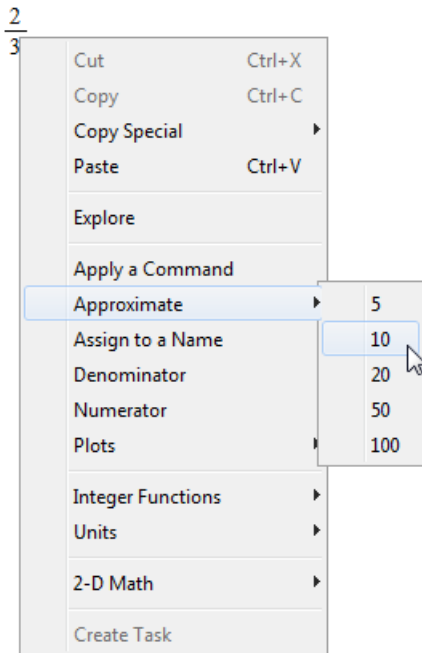 2
3
Cut Ctrl+X
Copy Ctrl+C
Copy Special
Paste Ctrl+V
Explore
Apply a Command
Approximate 5
Assign to a Name 10
Denominator 20
Numerator 50
Plots 100
Integer Functions
Units
2-D Math
Create Task